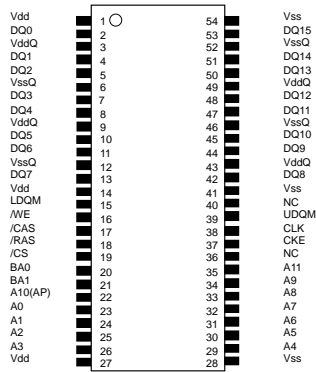 Vdd 1 54 Vss
DQ0 2 53 DQ15
VddQ 3 52 VssQ
DQ1 4 51 DQ14
DQ2 5 50 DQ13
VssQ 6 49 VddQ
DQ3 7 48 DQ12
DQ4 8 47 DQ11
VddQ 9 46 VssQ
DQ5 10 45 DQ10
DQ6 11 44 DQ9
VssQ 12 43 VddQ
DQ7 13 42 DQ8
Vdd 14 41 Vss
LDQM 15 40 NC
/WE 16 39 UDQM
/CAS 17 38 CLK
/RAS 18 37 CKE
/CS 19 36 NC
BA0 20 35 A11
BA1 21 34 A9
A10(AP) 22 33 A8
A0 23 32 A7
A1 24 31 A6
A2 25 30 A5
A3 26 29 A4
Vdd 27 28 Vss